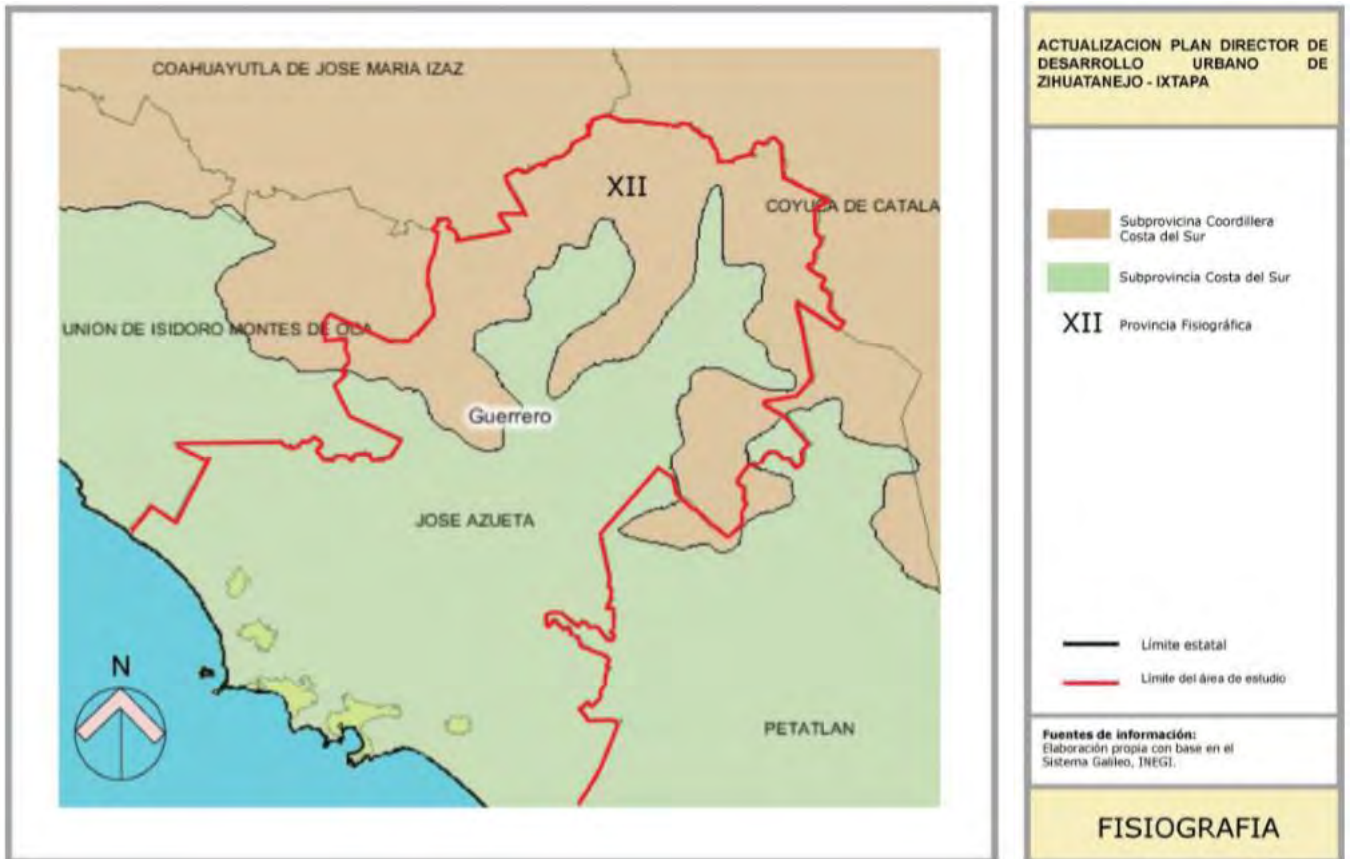 COAHUAYUTLA DE JOSE MARIA IZAZ
XII
COYUCA DE CATALA
UNION DE ISIDORO MONTES DE OCA
Guerrero
JOSE AZUETA
N
PETATLAN
ACTUALIZACION PLAN DIRECTOR DE
DESARROLLO URBANO DE
ZIHUATANEJO - IXTAPA
Subprovicina Coordillera
Costa del Sur
Subprovincia Costa del Sur
XII Provincia Fisiográfica
Límite estatal
Límite del área de estudio
Fuentes de información:
Elaboración propia con base en el
Sistema Galileo, INEGI.
FISIOGRAFIA